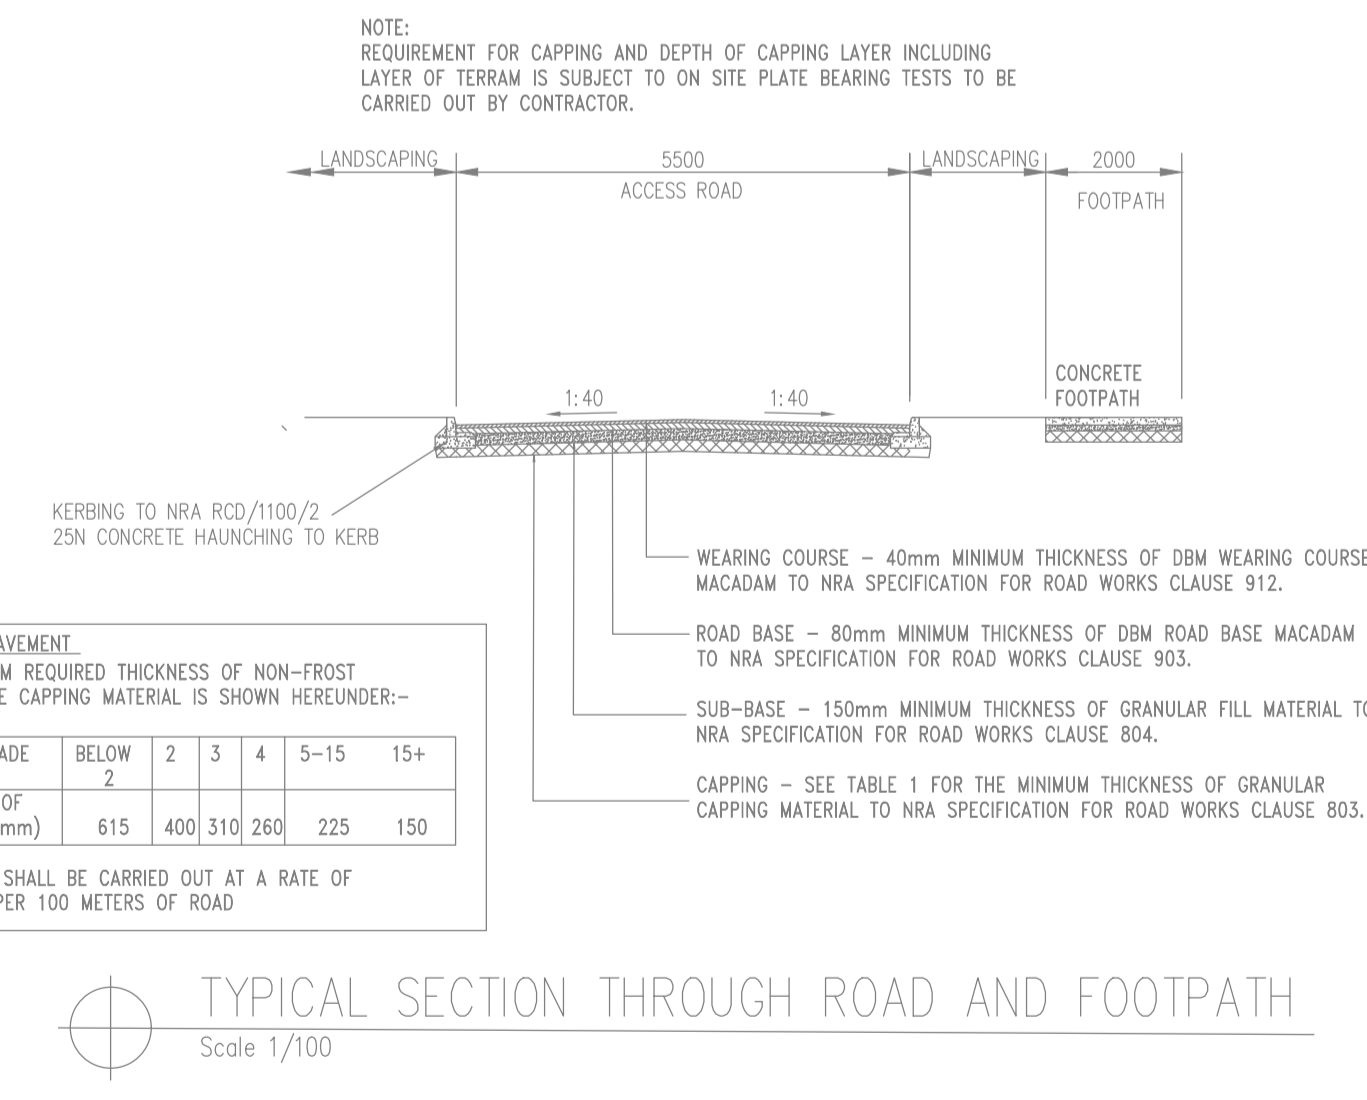 NOTE:
REQUIREMENT FOR CAPPING AND DEPTH OF CAPPING LAYER INCLUDING
LAYER OF TERRAM IS SUBJECT TO ON SITE PLATE BEARING TESTS TO BE
CARRIED OUT BY CONTRACTOR.
LANDSCAPING 5500 LANDSCAPING 2000
ACCESS ROAD
FOOTPATH
CONCRETE
FOOTPATH
1:40 1:40
KERBING TO NRA RCD/1100/2
25N CONCRETE HAUNCHING TO KERB
WEARING COURSE – 40mm MINIMUM THICKNESS OF DBM WEARING COURSE
MACADAM TO NRA SPECIFICATION FOR ROAD WORKS CLAUSE 912.
ROAD BASE – 80mm MINIMUM THICKNESS OF DBM ROAD BASE MACADAM
TO NRA SPECIFICATION FOR ROAD WORKS CLAUSE 903.
SUB-BASE – 150mm MINIMUM THICKNESS OF GRANULAR FILL MATERIAL TO
NRA SPECIFICATION FOR ROAD WORKS CLAUSE 804.
CAPPING – SEE TABLE 1 FOR THE MINIMUM THICKNESS OF GRANULAR
CAPPING MATERIAL TO NRA SPECIFICATION FOR ROAD WORKS CLAUSE 803.
AVEMENT
M REQUIRED THICKNESS OF NON-FROST
E CAPPING MATERIAL IS SHOWN HEREUNDER:-
ADE BELOW 2 3 4 5-15 15+
2
OF
mm) 615 400 310 260 225 150
SHALL BE CARRIED OUT AT A RATE OF
PER 100 METERS OF ROAD
TYPICAL SECTION THROUGH ROAD AND FOOTPATH
Scale 1/100